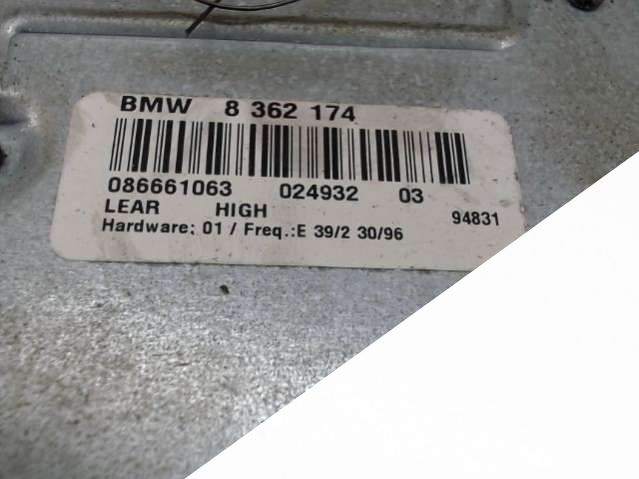 BMW 8 362 174
086661063 024932 03
LEAR HIGH 94831
Hardware: 01 / Freq.:E 39/2 30/96